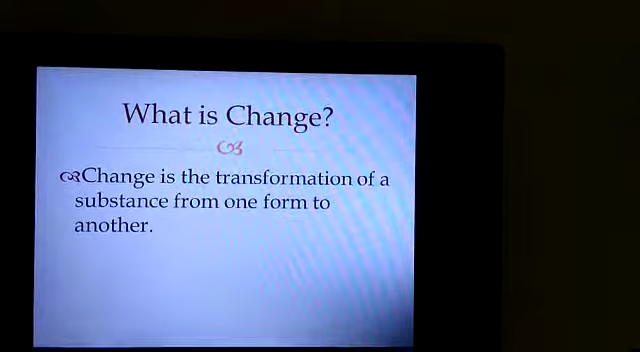 What is Change?
Change is the transformation of a
substance from one form to
another.